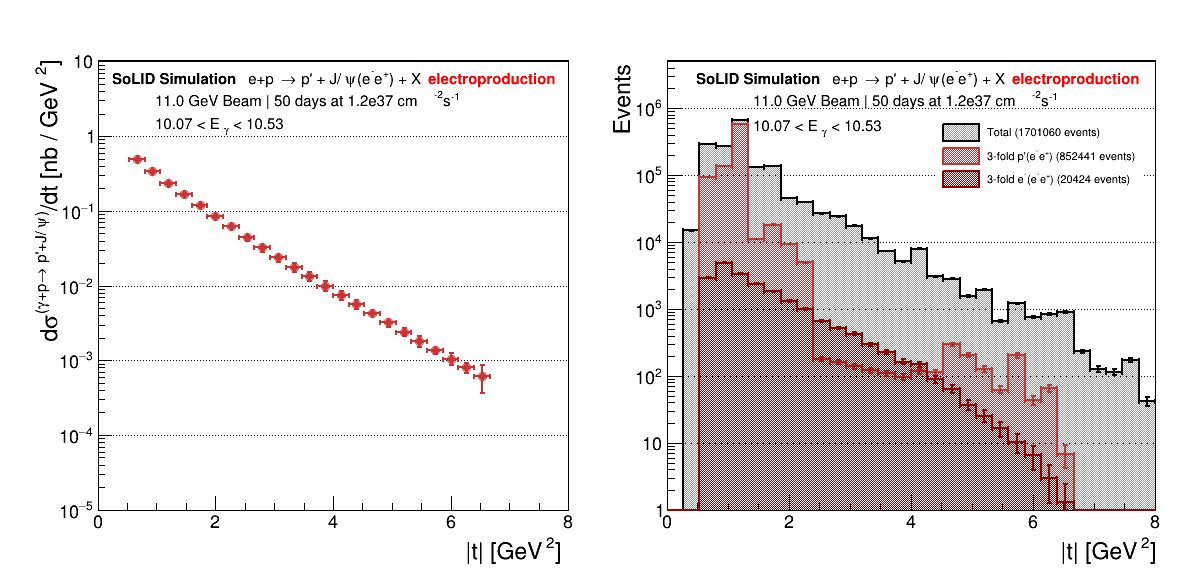 SoLID Simulation e+p → p' + J/ ψ(e⁻e⁺) + X electroproduction
11.0 GeV Beam | 50 days at 1.2e37 cm ⁻²s⁻¹
10.07 < E γ < 10.53
dσ(γ+p→ p'+J/ ψ)/dt [nb / GeV²]
10
1
10⁻¹
10⁻²
10⁻³
10⁻⁴
10⁻⁵
0 2 4 6 8
|t| [GeV²]
SoLID Simulation e+p → p' + J/ ψ(e⁻e⁺) + X electroproduction
11.0 GeV Beam | 50 days at 1.2e37 cm ⁻²s⁻¹
10.07 < E γ < 10.53
Total (1701060 events)
3-fold p'(e⁻e⁺) (852441 events)
3-fold e⁻(e⁻e⁺) (20424 events)
Events
10⁶
10⁵
10⁴
10³
10²
10
1
0 2 4 6 8
|t| [GeV²]